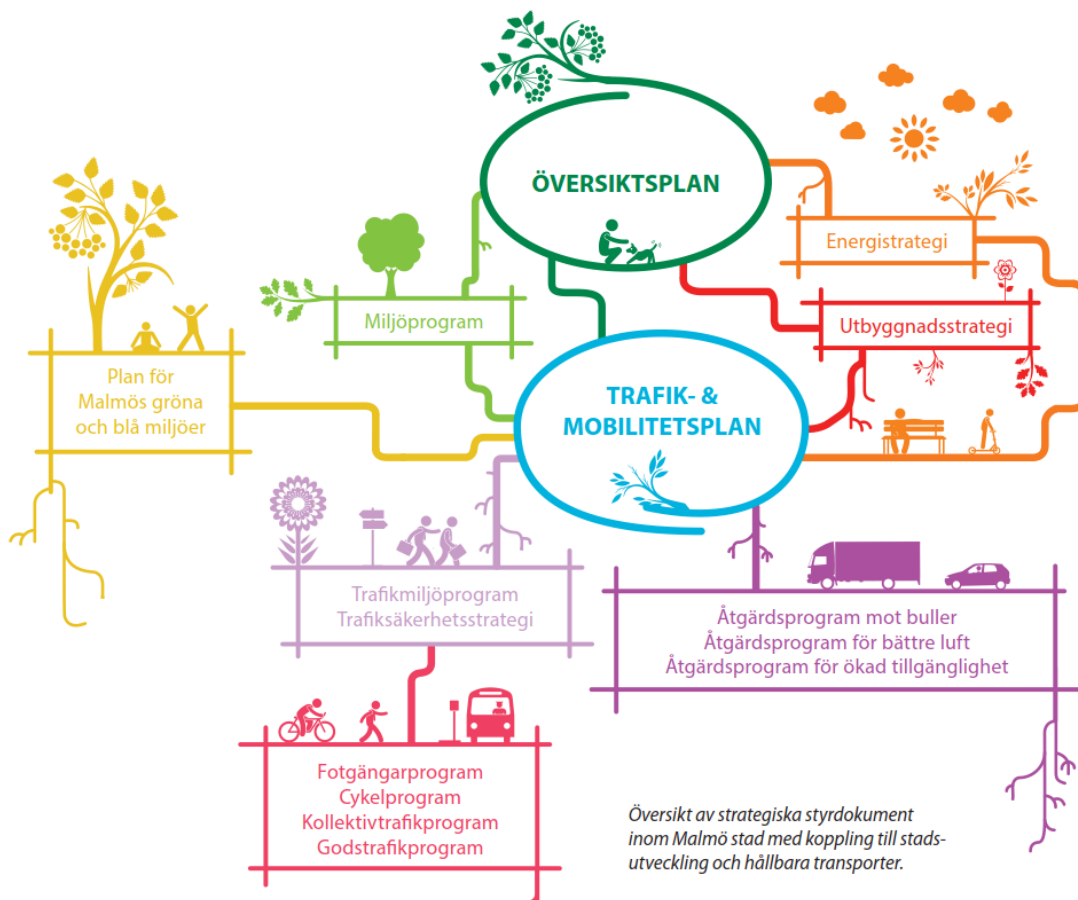 ÖVERSIKTSPLAN
Energistrategi
Miljöprogram
Utbyggnadsstrategi
Plan för
Malmös gröna
och blå miljöer
TRAFIK- &
MOBILITETSPLAN
Trafikmiljöprogram
Trafiksäkerhetsstrategi
Åtgärdsprogram mot buller
Åtgärdsprogram för bättre luft
Åtgärdsprogram för ökad tillgänglighet
Fotgängarprogram
Cykelprogram
Kollektivtrafikprogram
Godstrafikprogram
Översikt av strategiska styrdokument
inom Malmö stad med koppling till stads-
utveckling och hållbara transporter.